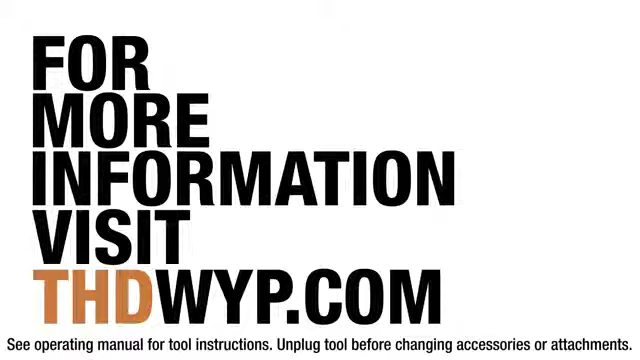 FOR
MORE
INFORMATION
VISIT
THDWYP.COM
See operating manual for tool instructions. Unplug tool before changing accessories or attachments.